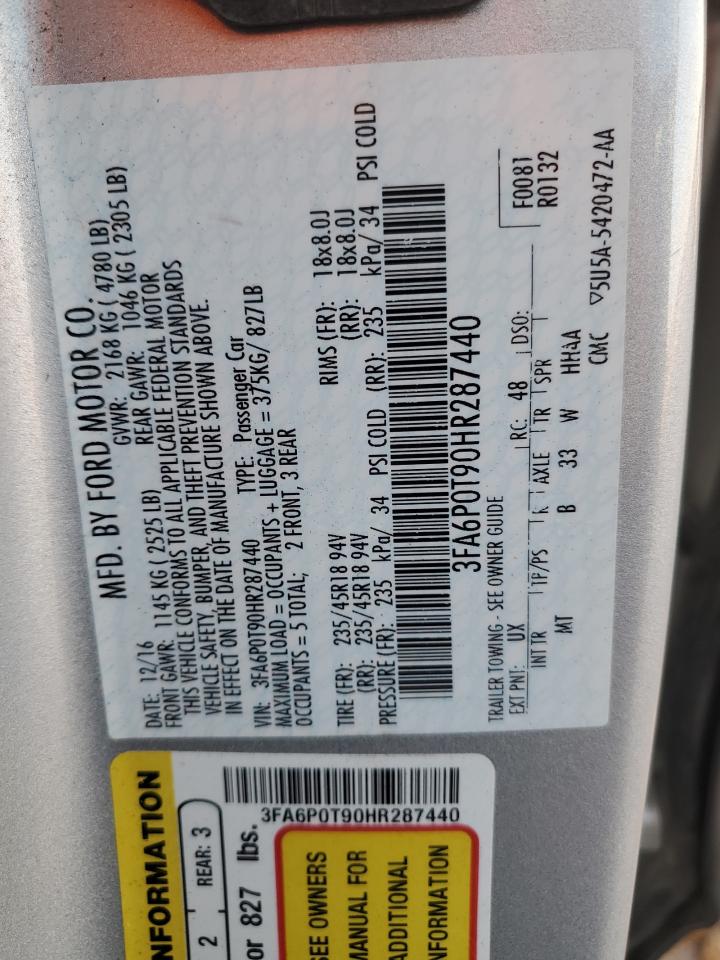 MFD. BY FORD MOTOR CO.
DATE: 12/16 GVWR: 2168 KG ( 4780 LB)
FRONT GAWR: 1145 KG ( 2525 LB) REAR GAWR: 1046 KG ( 2305 LB)
THIS VEHICLE CONFORMS TO ALL APPLICABLE FEDERAL MOTOR
VEHICLE SAFETY, BUMPER, AND THEFT PREVENTION STANDARDS
IN EFFECT ON THE DATE OF MANUFACTURE SHOWN ABOVE.
VIN: 3FA6P0T90HR287440 TYPE: Passenger Car
MAXIMUM LOAD = OCCUPANTS + LUGGAGE = 375KG/ 827LB
OCCUPANTS = 5 TOTAL; 2 FRONT, 3 REAR
TIRE (FR): 235/45R18 94V RIMS (FR): 18x8.0J
(RR): 235/45R18 94V (RR): 18x8.0J
PRESSURE (FR): 235 kPa/ 34 PSI COLD (RR): 235 kPa/ 34 PSI COLD
3FA6P0T90HR287440
TRAILER TOWING - SEE OWNER GUIDE
F0081
R0132
EXT PNT: UX RC: 48 DSO:
INT TR TP/PS R AXLE TR SPR
MT B 33 W HH
CMC ▽5U5A-5420472-AA
NFORMATION
2 REAR: 3
or 827 lbs.
3FA6P0T90HR287440
SEE OWNERS
MANUAL FOR
ADDITIONAL
NFORMATION